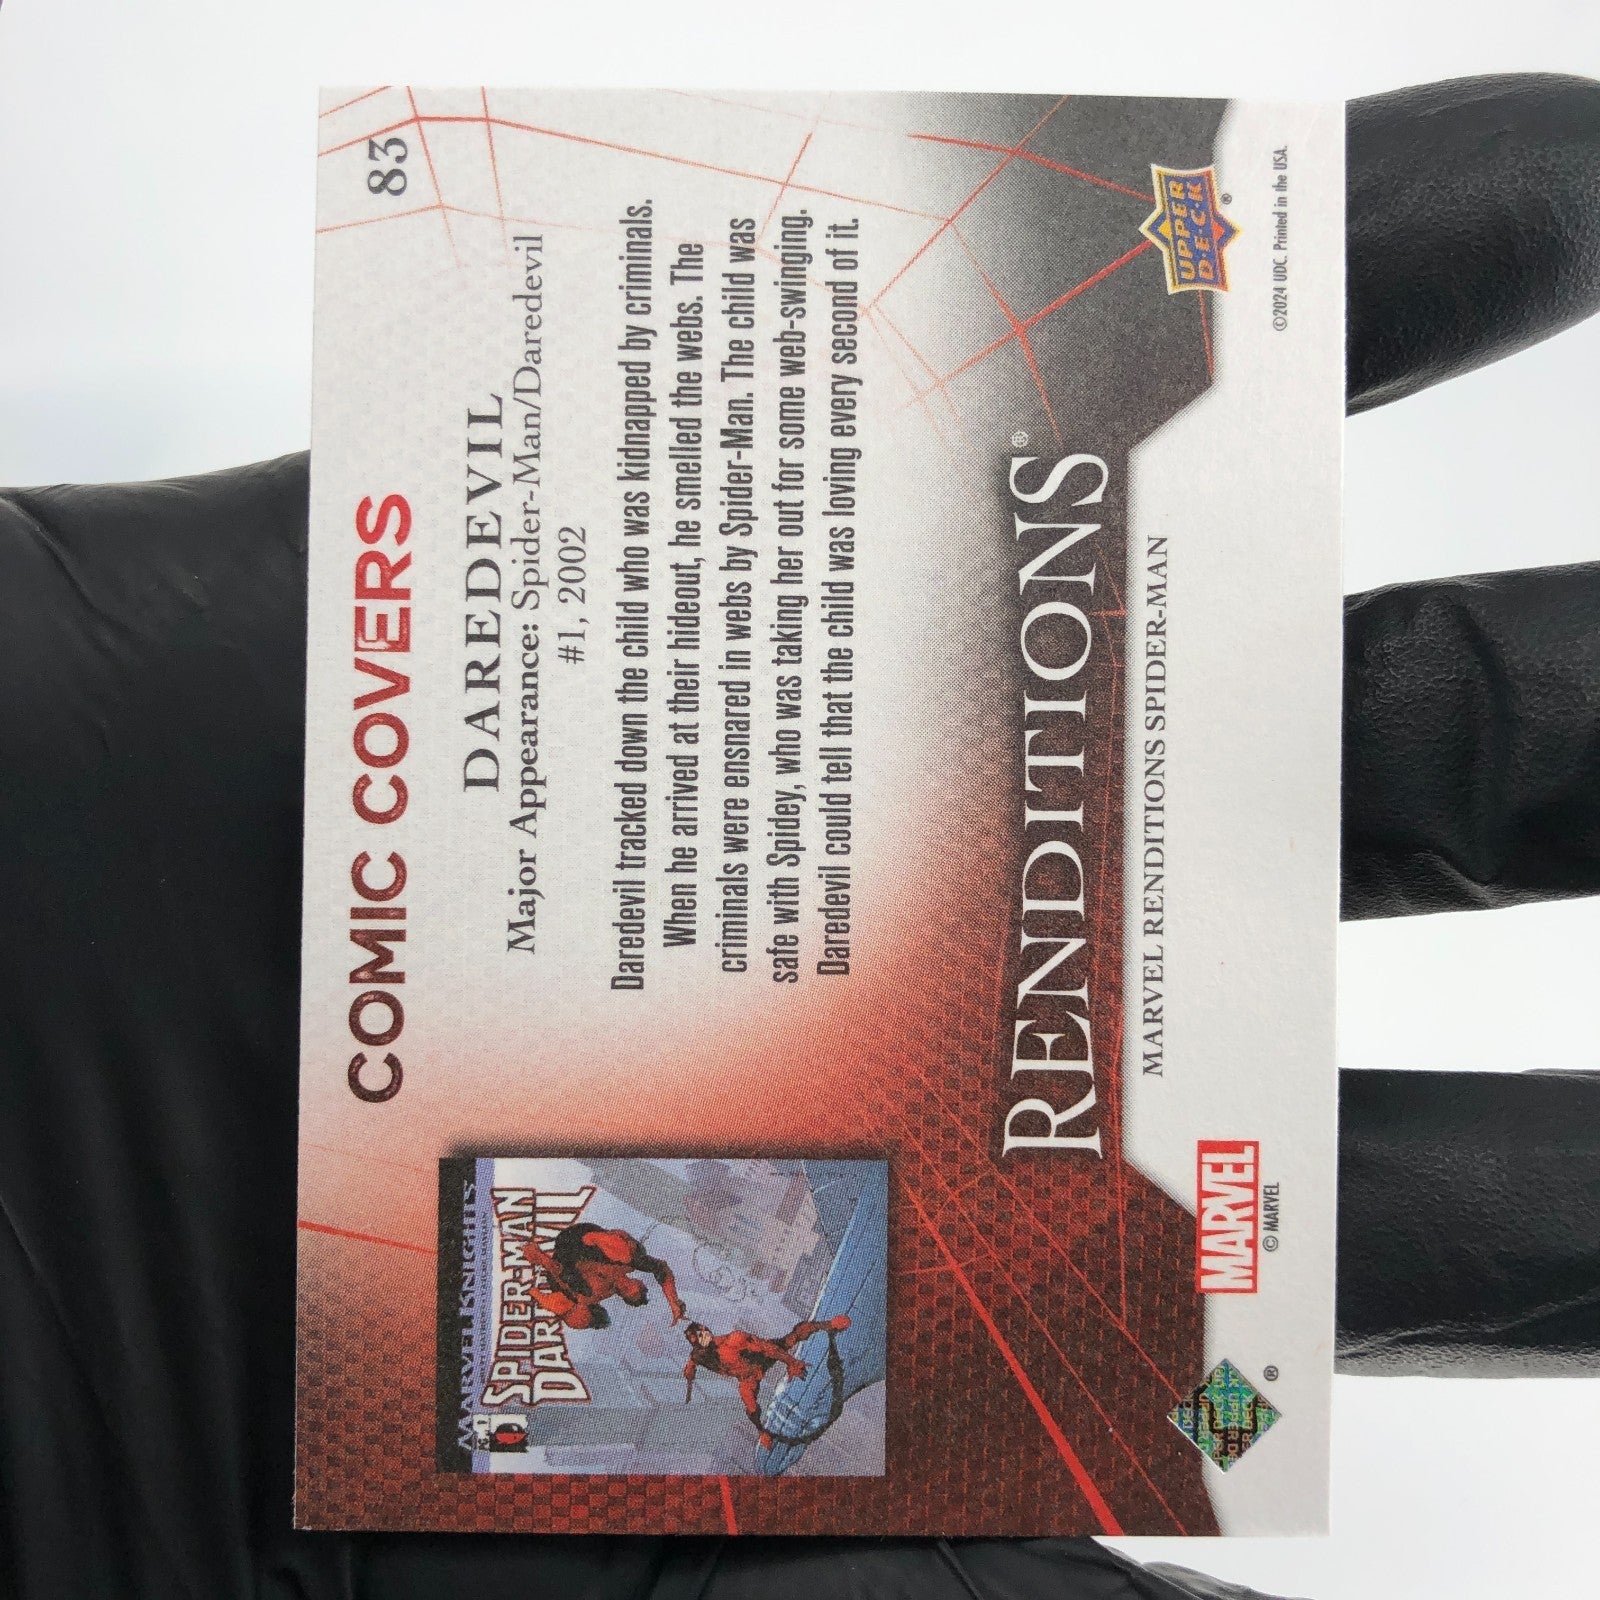 83
COMIC COVERS
DAREDEVIL
Major Appearance: Spider-Man/Daredevil
#1, 2002
Daredevil tracked down the child who was kidnapped by criminals.
When he arrived at their hideout, he smelled the webs. The
criminals were ensnared in webs by Spider-Man. The child was
safe with Spidey, who was taking her out for some web-swinging.
Daredevil could tell that the child was loving every second of it.
MARVEL KNIGHTS
SPIDER-MAN
RENDITIONS®
MARVEL RENDITIONS SPIDER-MAN
UPPER
D·E·C·K
®
MARVEL
© MARVEL
®
UPPER DECK
©2024 UDC. Printed in the USA.